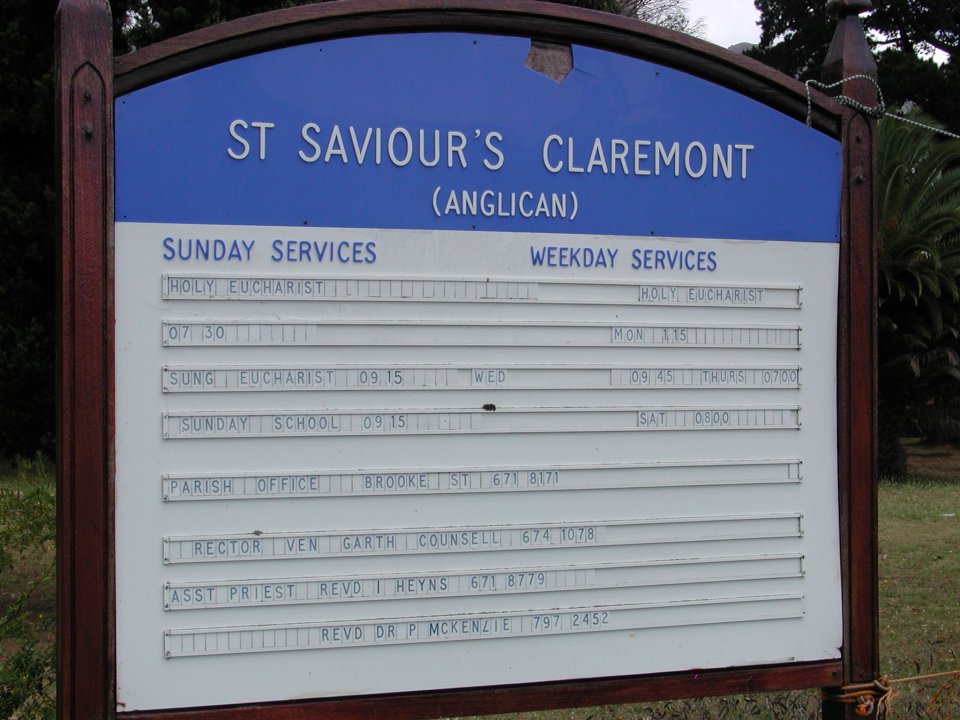 ST SAVIOUR'S CLAREMONT
(ANGLICAN)
SUNDAY SERVICES WEEKDAY SERVICES
HOLY EUCHARIST HOLY EUCHARIST
07 30 MON 115
SUNG EUCHARIST 09 15 WED 09 45 THURS 0700
SUNDAY SCHOOL 09 15 SAT 0800
PARISH OFFICE BROOKE ST 671 8171
RECTOR VEN GARTH COUNSELL 674 1078
ASST PRIEST REVD I HEYNS 671 8779
REVD DR P MCKENZIE 797 2452